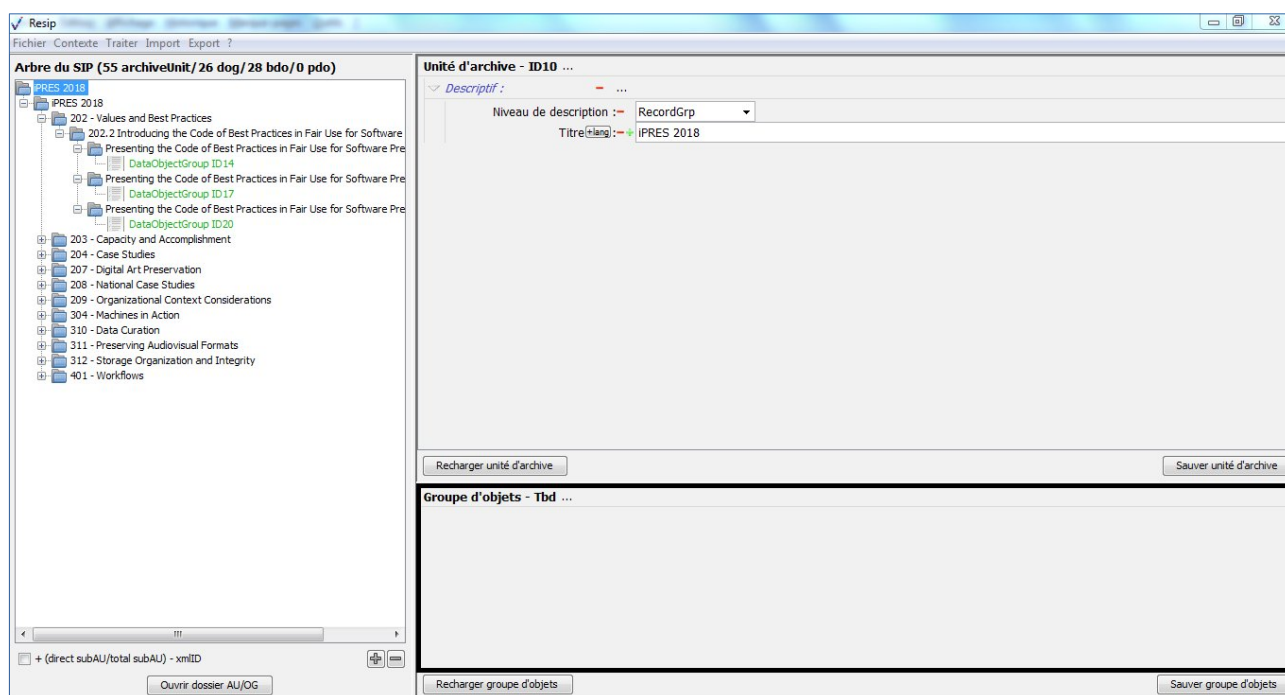 Resip
Fichier Contexte Traiter Import Export ?
Arbre du SIP (55 archiveUnit/26 dog/28 bdo/0 pdo)
iPRES 2018
iPRES 2018
202 - Values and Best Practices
202.2 Introducing the Code of Best Practices in Fair Use for Software
Presenting the Code of Best Practices in Fair Use for Software Pre
DataObjectGroup ID14
Presenting the Code of Best Practices in Fair Use for Software Pre
DataObjectGroup ID17
Presenting the Code of Best Practices in Fair Use for Software Pre
DataObjectGroup ID20
203 - Capacity and Accomplishment
204 - Case Studies
207 - Digital Art Preservation
208 - National Case Studies
209 - Organizational Context Considerations
304 - Machines in Action
310 - Data Curation
311 - Preserving Audiovisual Formats
312 - Storage Organization and Integrity
401 - Workflows
+ (direct subAU/total subAU) - xmlID
Ouvrir dossier AU/OG
Unité d'archive - ID10 ...
Descriptif : ...
Niveau de description : RecordGrp
Titre +lang : iPRES 2018
Recharger unité d'archive
Sauver unité d'archive
Groupe d'objets - Tbd ...
Recharger groupe d'objets
Sauver groupe d'objets